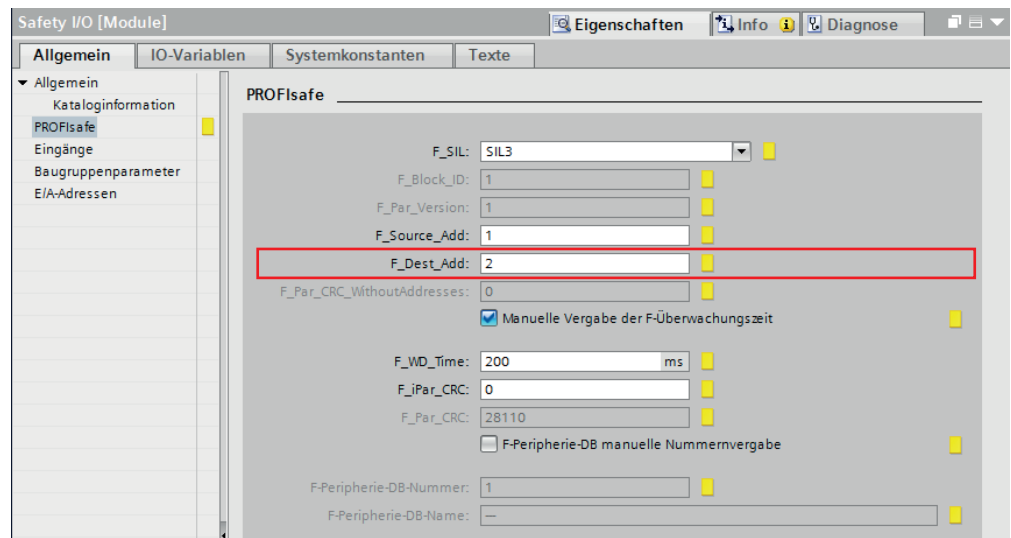 Safety I/O [Module]
Eigenschaften
Info
Diagnose
Allgemein
IO-Variablen
Systemkonstanten
Texte
Allgemein
Kataloginformation
PROFIsafe
Eingänge
Baugruppenparameter
E/A-Adressen
PROFIsafe
F_SIL: SIL3
F_Block_ID: 1
F_Par_Version: 1
F_Source_Add: 1
F_Dest_Add: 2
F_Par_CRC_WithoutAddresses: 0
Manuelle Vergabe der F-Überwachungszeit
F_WD_Time: 200 ms
F_iPar_CRC: 0
F_Par_CRC: 28110
F-Peripherie-DB manuelle Nummernvergabe
F-Peripherie-DB-Nummer: 1
F-Peripherie-DB-Name: —